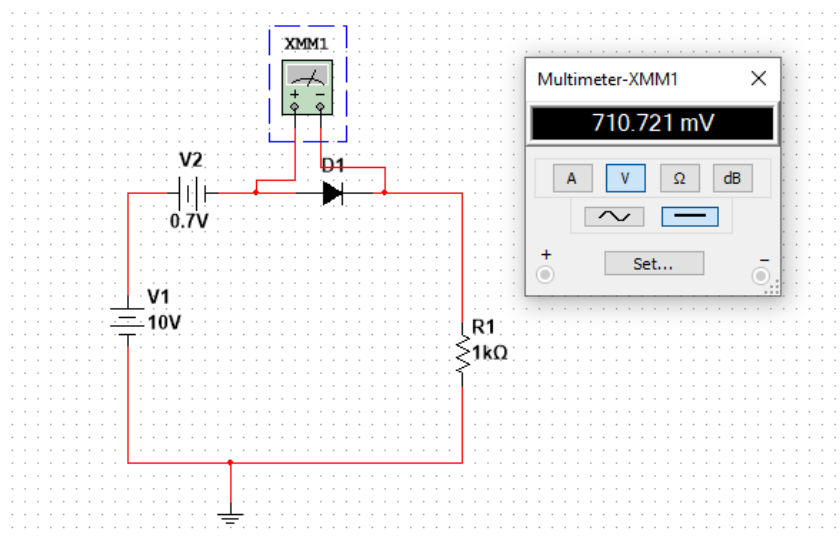 XMM1
+ −
V2
0.7V
D1
V1
10V
R1
1kΩ
Multimeter-XMM1
710.721 mV
A V Ω dB
+ Set... −